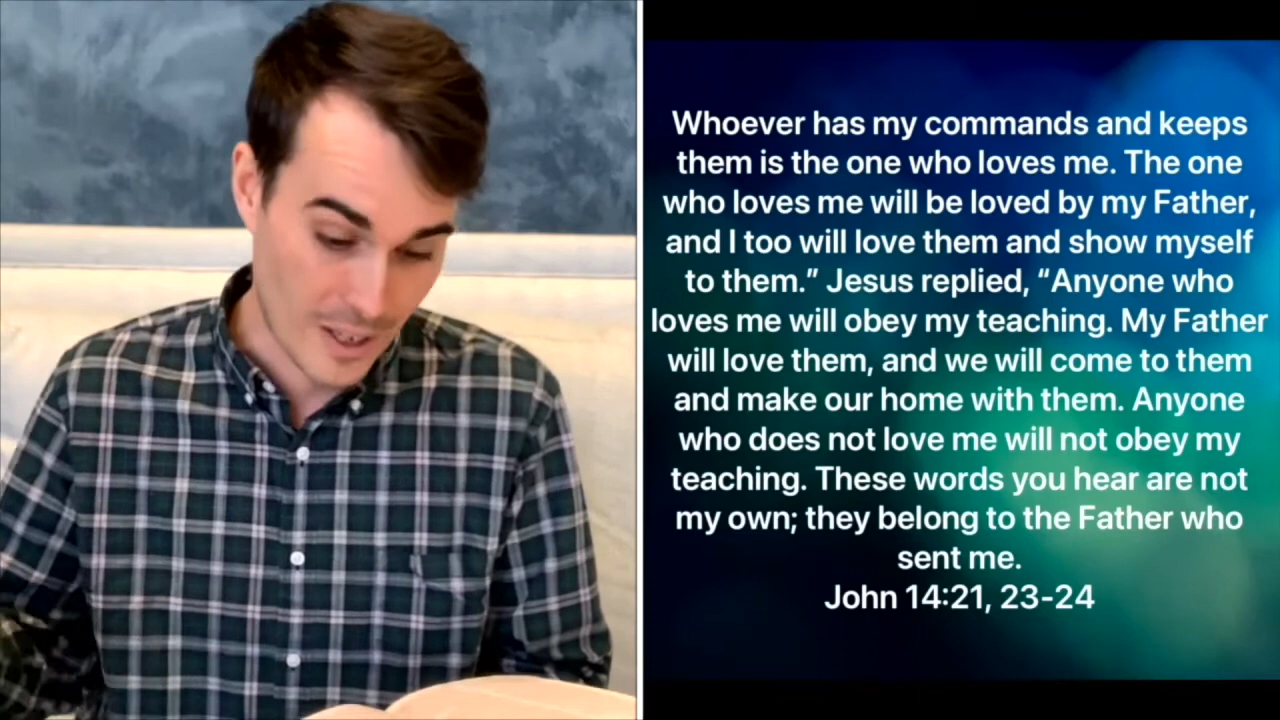 Whoever has my commands and keeps
them is the one who loves me. The one
who loves me will be loved by my Father,
and I too will love them and show myself
to them.” Jesus replied, “Anyone who
loves me will obey my teaching. My Father
will love them, and we will come to them
and make our home with them. Anyone
who does not love me will not obey my
teaching. These words you hear are not
my own; they belong to the Father who
sent me.
John 14:21, 23-24